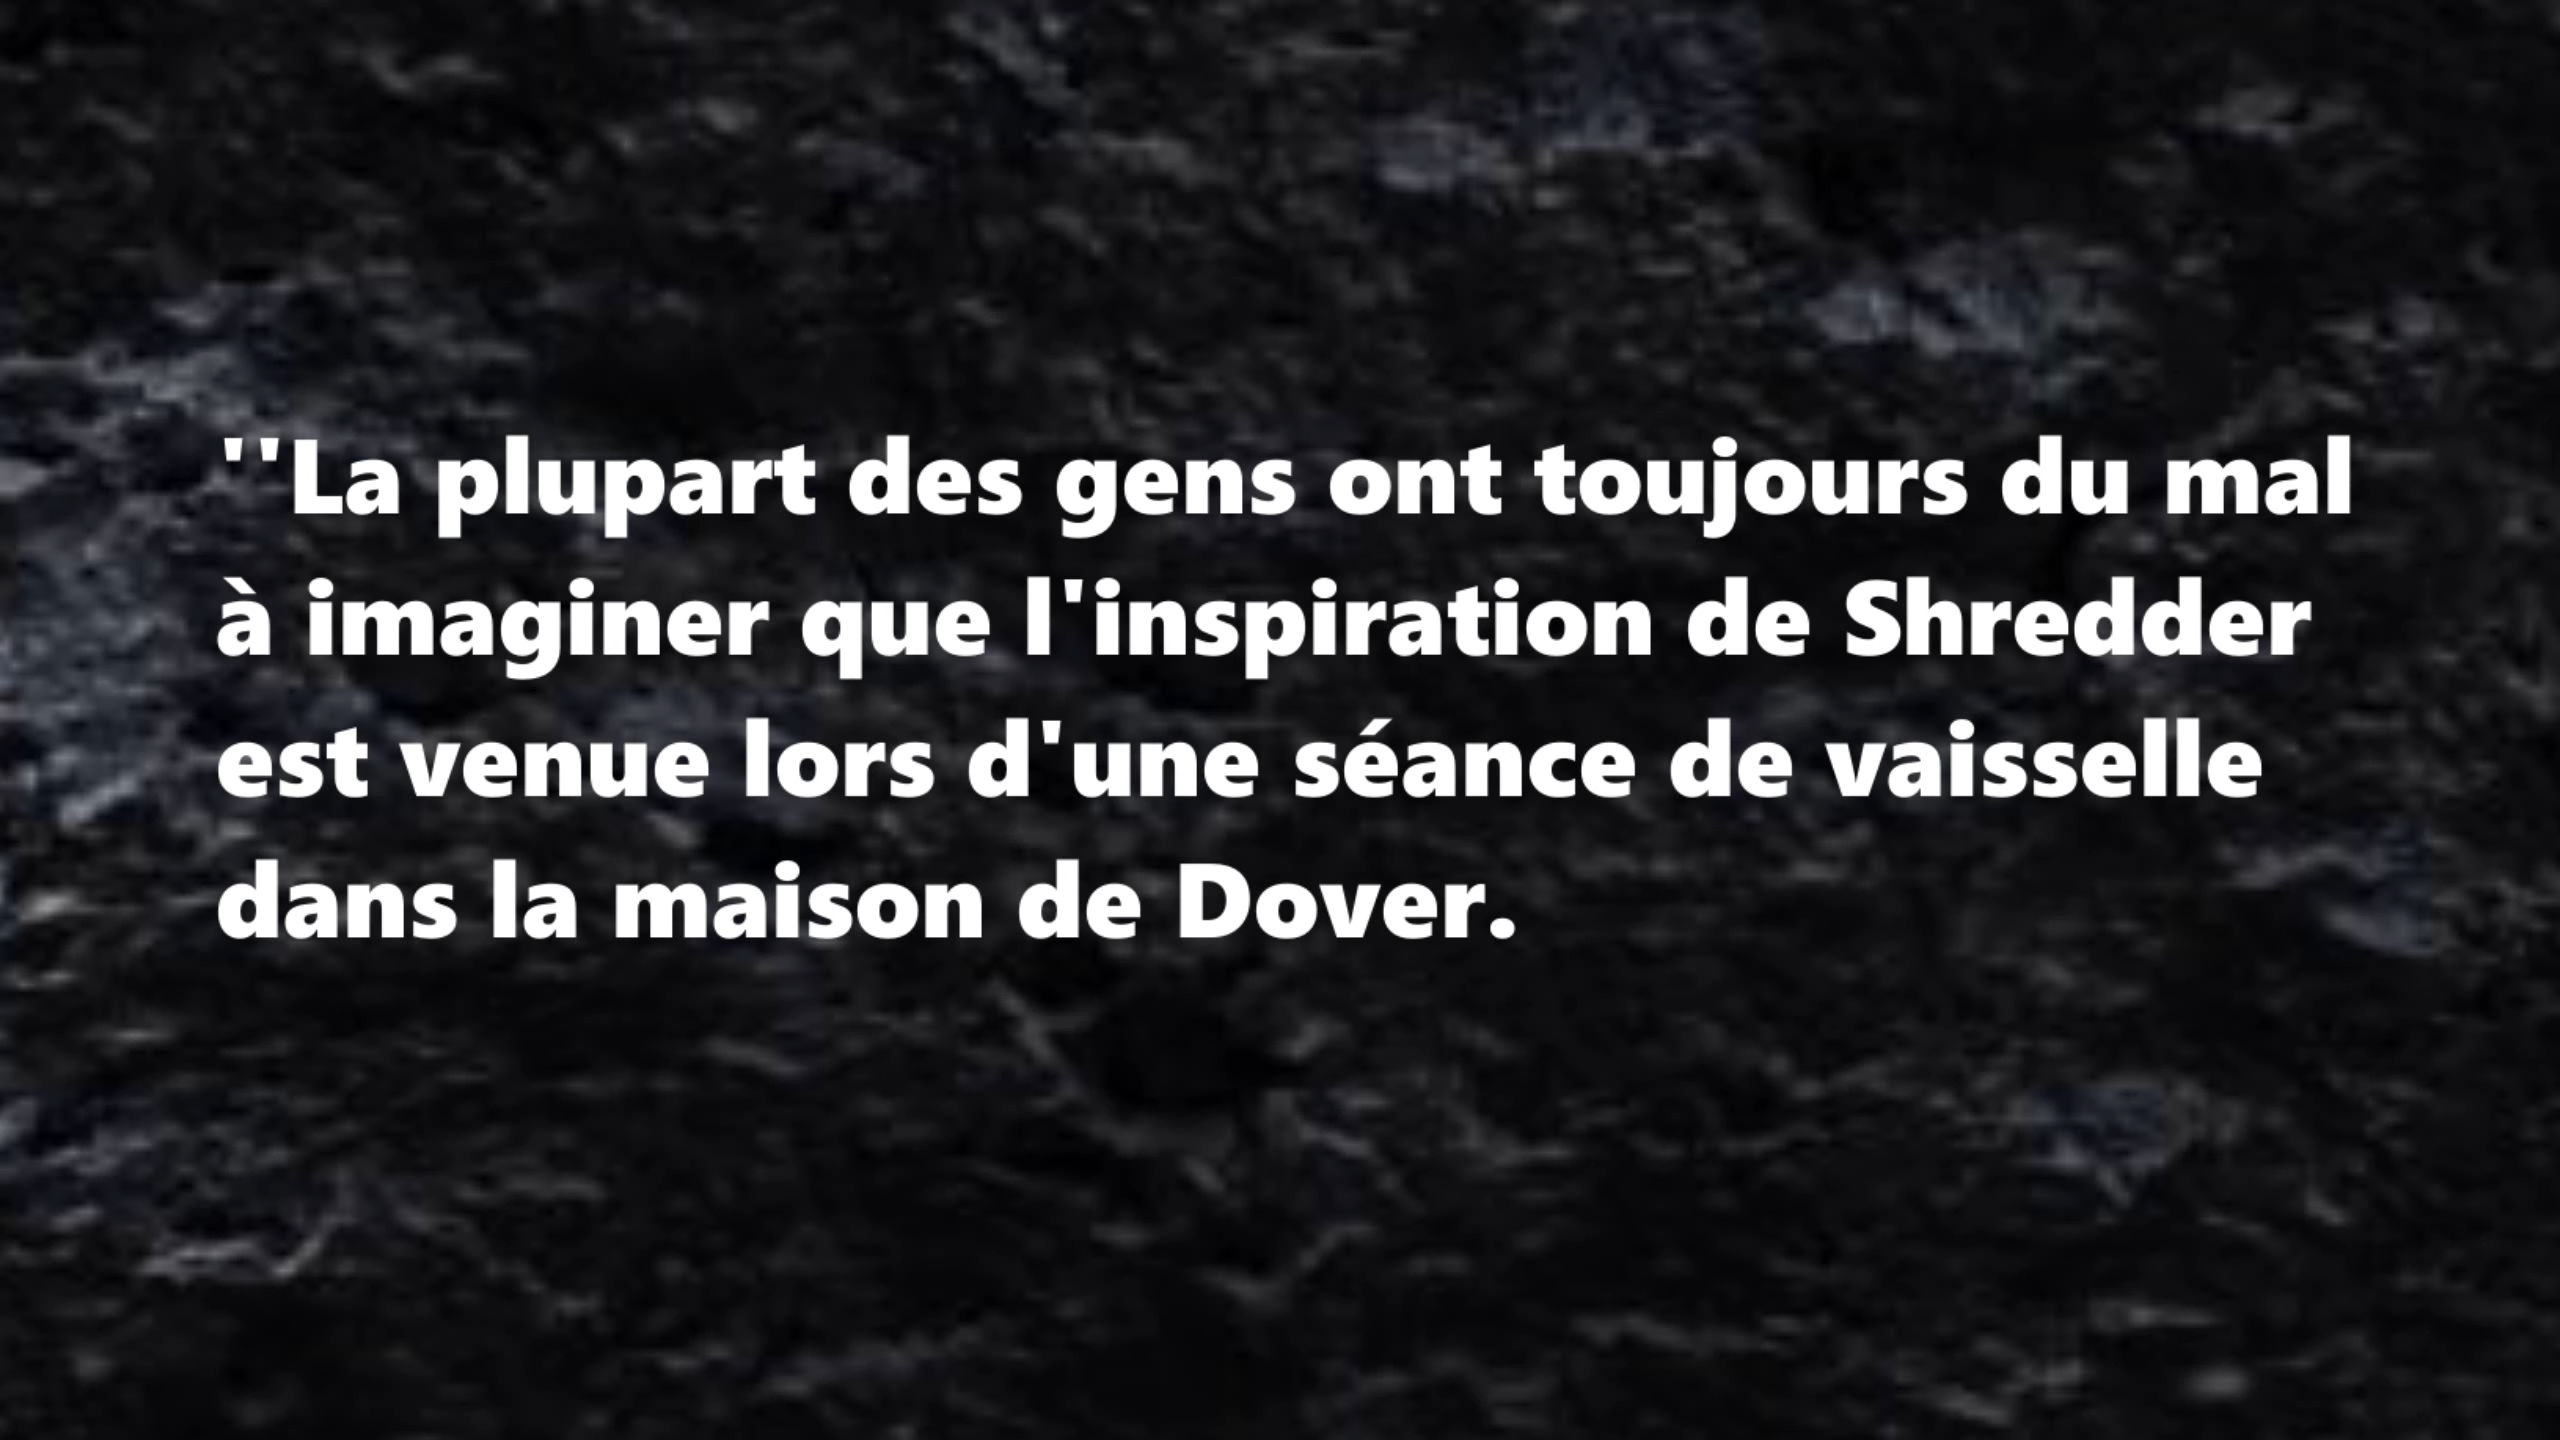 ''La plupart des gens ont toujours du mal
à imaginer que l'inspiration de Shredder
est venue lors d'une séance de vaisselle
dans la maison de Dover.